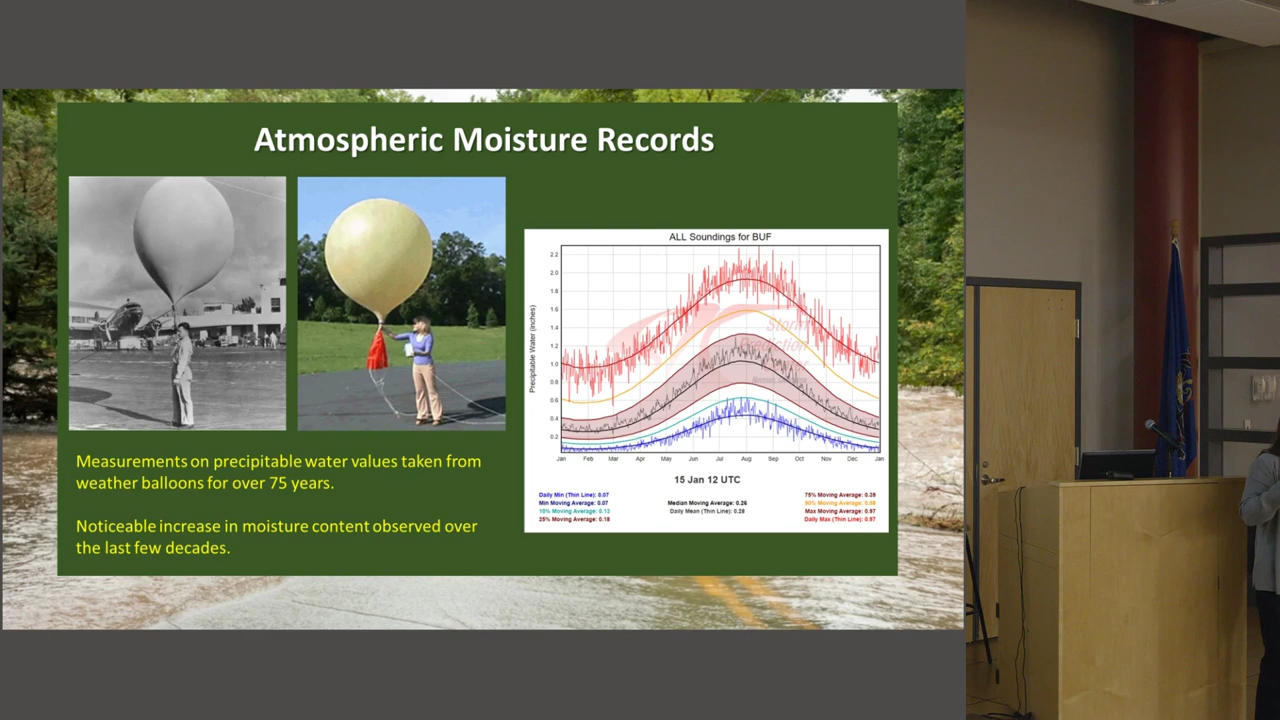 Atmospheric Moisture Records
ALL Soundings for BUF
Precipitable Water (inches)
2.2
2.0
1.8
1.6
1.4
1.2
1.0
0.8
0.6
0.4
0.2
Jan Feb Mar Apr May Jun Jul Aug Sep Oct Nov Dec Jan
Storm
Prediction
15 Jan 12 UTC
Daily Min (Thin Line): 0.07
Min Moving Average: 0.07
10% Moving Average: 0.13
25% Moving Average: 0.18
Median Moving Average: 0.26
Daily Mean (Thin Line): 0.28
75% Moving Average: 0.39
90% Moving Average:
Max Moving Average: 0.97
Daily Max (Thin Line): 0.97
Measurements on precipitable water values taken from
weather balloons for over 75 years.
Noticeable increase in moisture content observed over
the last few decades.